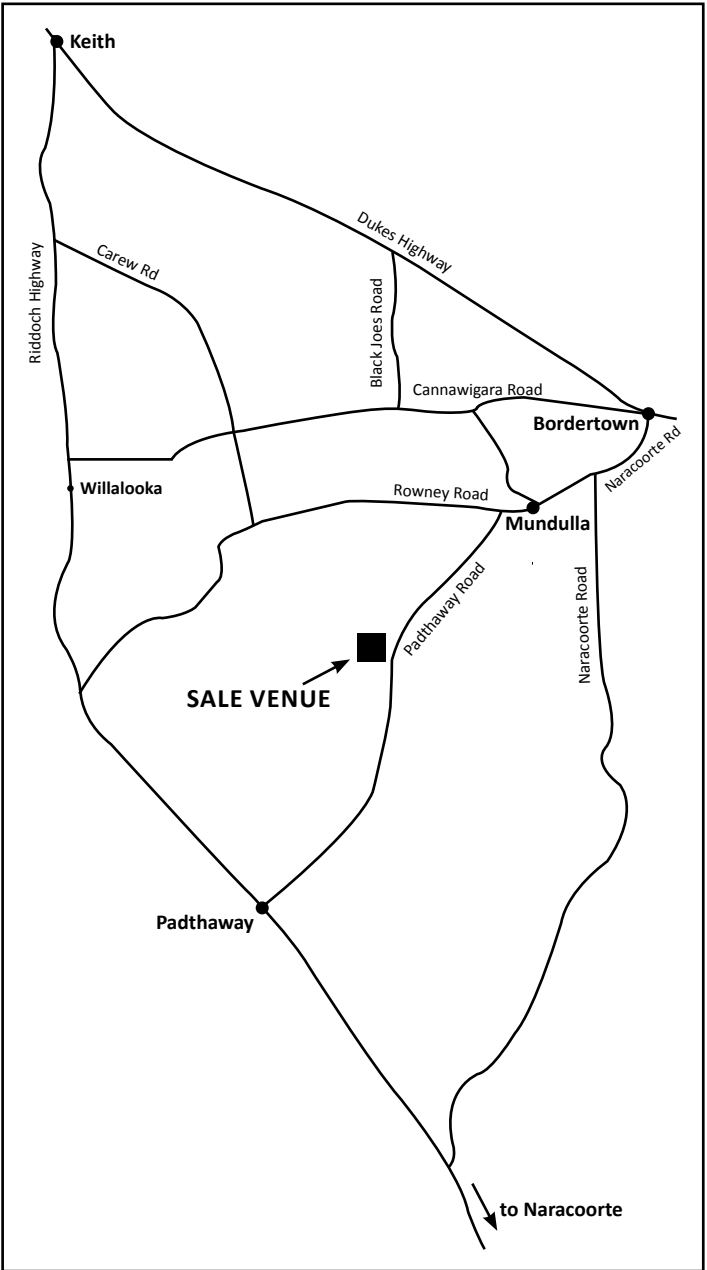 Keith
Dukes Highway
Carew Rd
Riddoch Highway
Black Joes Road
Cannawigara Road
Bordertown
Naracoorte Rd
Willalooka
Rowney Road
Mundulla
Padthaway Road
Naracoorte Road
SALE VENUE
Padthaway
to Naracoorte